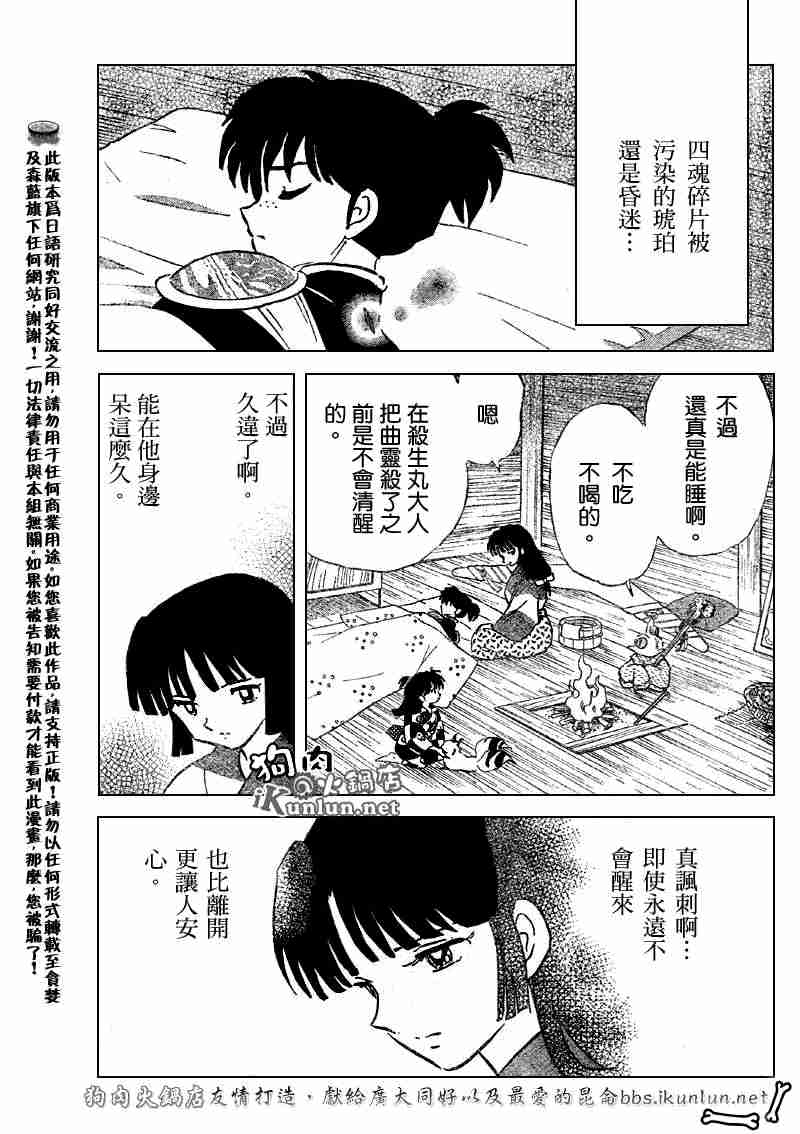 四魂碎片被
污染的琥珀
還是昏迷…
不過
還真是能睡啊。
不吃
不喝的。
嗯
在殺生丸大人
把曲靈殺了之
前是不會清醒
的。
不過
久違了啊。
能在他身邊
呆這麼久。
真諷刺啊…
即使永遠不
會醒來
也比離開
更讓人安
心。
此版本爲日語研究同好交流之用，請勿用于任何商業用途。如您喜歡此作品，請支持正版！請勿以任何形式轉載至貪婪
及森藍旗下任何網站，謝謝！一切法律責任與本組無關。如果您被告知需要付款才能看到此漫畫，那麼，您被騙了！
狗肉の火鍋店
iKunlun.net
狗肉火鍋店友情打造，獻給廣大同好以及最愛的昆侖bbs.ikunlun.net